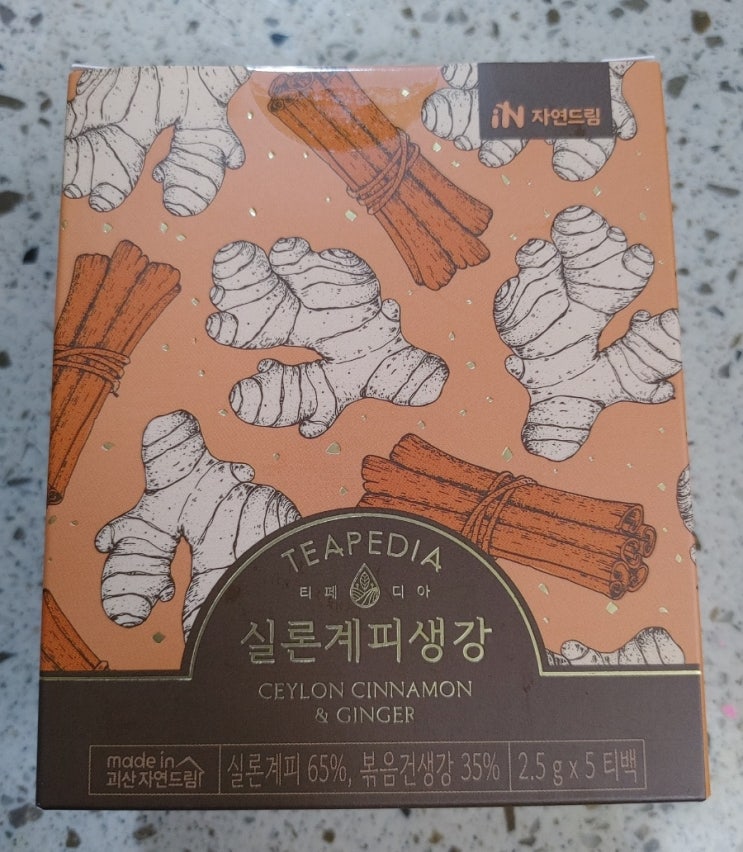 iN 자연드림
TEAPEDIA
티페 디아
실론계피생강
CEYLON CINNAMON
& GINGER
made in
괴산자연드림
실론계피 65%, 볶음건생강 35%
2.5 g x 5 티백